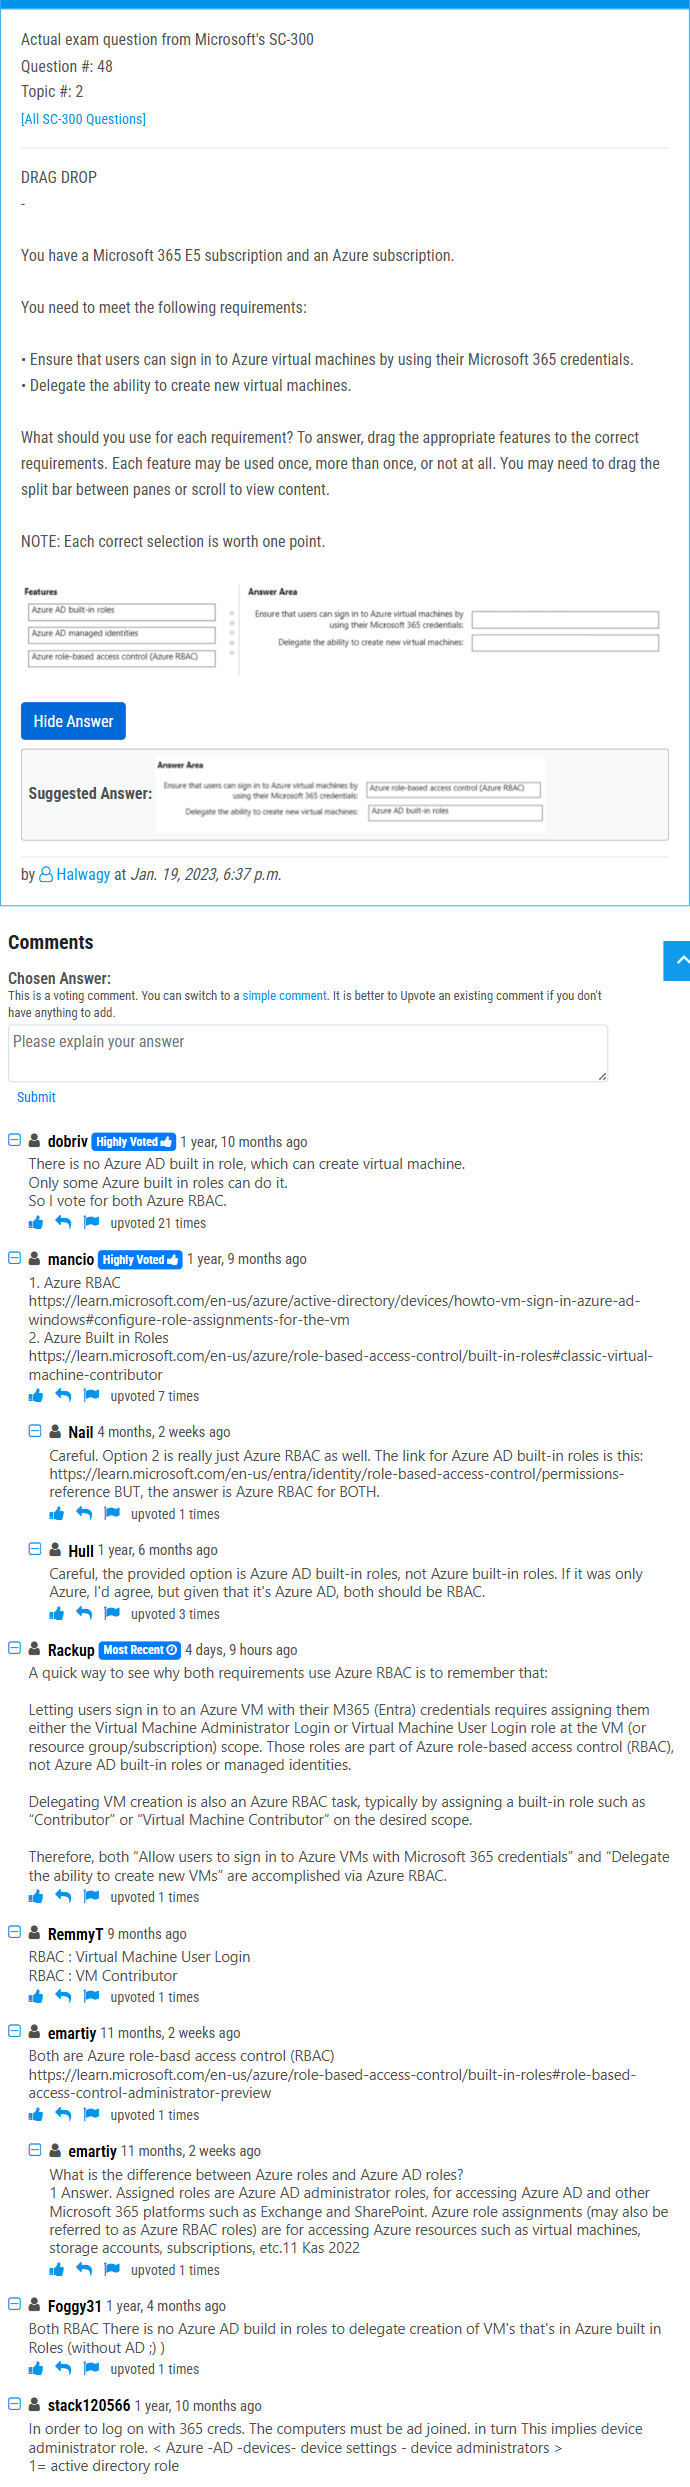 Actual exam question from Microsoft's SC-300
Question #: 48
Topic #: 2
[All SC-300 Questions]
DRAG DROP
-
You have a Microsoft 365 E5 subscription and an Azure subscription.
You need to meet the following requirements:
• Ensure that users can sign in to Azure virtual machines by using their Microsoft 365 credentials.
• Delegate the ability to create new virtual machines.
What should you use for each requirement? To answer, drag the appropriate features to the correct
requirements. Each feature may be used once, more than once, or not at all. You may need to drag the
split bar between panes or scroll to view content.
NOTE: Each correct selection is worth one point.
Features
Azure AD built-in roles
Azure AD managed identities
Azure role-based access control (Azure RBAC)
Answer Area
Ensure that users can sign in to Azure virtual machines by
using their Microsoft 365 credentials:
Delegate the ability to create new virtual machines:
Hide Answer
Suggested Answer:
Answer Area
Ensure that users can sign in to Azure virtual machines by
using their Microsoft 365 credentials:
Azure role-based access control (Azure RBAC)
Delegate the ability to create new virtual machines:
Azure AD built-in roles
by Halwagy at Jan. 19, 2023, 6:37 p.m.
Comments
Chosen Answer:
This is a voting comment. You can switch to a simple comment. It is better to Upvote an existing comment if you don't
have anything to add.
Please explain your answer
Submit
dobriv Highly Voted 1 year, 10 months ago
There is no Azure AD built in role, which can create virtual machine.
Only some Azure built in roles can do it.
So I vote for both Azure RBAC.
upvoted 21 times
mancio Highly Voted 1 year, 9 months ago
1. Azure RBAC
https://learn.microsoft.com/en-us/azure/active-directory/devices/howto-vm-sign-in-azure-ad-
windows#configure-role-assignments-for-the-vm
2. Azure Built in Roles
https://learn.microsoft.com/en-us/azure/role-based-access-control/built-in-roles#classic-virtual-
machine-contributor
upvoted 7 times
Nail 4 months, 2 weeks ago
Careful. Option 2 is really just Azure RBAC as well. The link for Azure AD built-in roles is this:
https://learn.microsoft.com/en-us/entra/identity/role-based-access-control/permissions-
reference BUT, the answer is Azure RBAC for BOTH.
upvoted 1 times
Hull 1 year, 6 months ago
Careful, the provided option is Azure AD built-in roles, not Azure built-in roles. If it was only
Azure, I'd agree, but given that it's Azure AD, both should be RBAC.
upvoted 3 times
Rackup Most Recent 4 days, 9 hours ago
A quick way to see why both requirements use Azure RBAC is to remember that:
Letting users sign in to an Azure VM with their M365 (Entra) credentials requires assigning them
either the Virtual Machine Administrator Login or Virtual Machine User Login role at the VM (or
resource group/subscription) scope. Those roles are part of Azure role-based access control (RBAC),
not Azure AD built-in roles or managed identities.
Delegating VM creation is also an Azure RBAC task, typically by assigning a built-in role such as
“Contributor” or “Virtual Machine Contributor” on the desired scope.
Therefore, both “Allow users to sign in to Azure VMs with Microsoft 365 credentials” and “Delegate
the ability to create new VMs” are accomplished via Azure RBAC.
upvoted 1 times
RemmyT 9 months ago
RBAC : Virtual Machine User Login
RBAC : VM Contributor
upvoted 1 times
emartiy 11 months, 2 weeks ago
Both are Azure role-basd access control (RBAC)
https://learn.microsoft.com/en-us/azure/role-based-access-control/built-in-roles#role-based-
access-control-administrator-preview
upvoted 1 times
emartiy 11 months, 2 weeks ago
What is the difference between Azure roles and Azure AD roles?
1 Answer. Assigned roles are Azure AD administrator roles, for accessing Azure AD and other
Microsoft 365 platforms such as Exchange and SharePoint. Azure role assignments (may also be
referred to as Azure RBAC roles) are for accessing Azure resources such as virtual machines,
storage accounts, subscriptions, etc.11 Kas 2022
upvoted 1 times
Foggy31 1 year, 4 months ago
Both RBAC There is no Azure AD build in roles to delegate creation of VM's that's in Azure built in
Roles (without AD ;) )
upvoted 1 times
stack120566 1 year, 10 months ago
In order to log on with 365 creds. The computers must be ad joined. in turn This implies device
administrator role. < Azure -AD -devices- device settings - device administrators >
1= active directory role